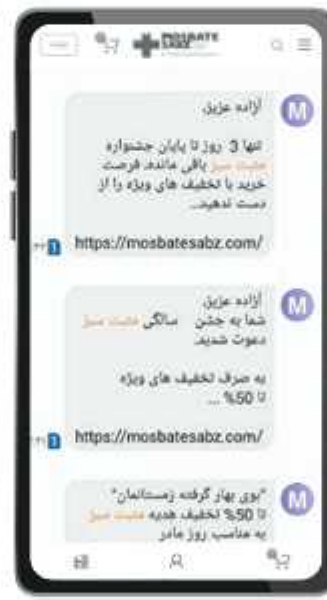 MOSBATE
SABZ
آزاده عزیز،
تنها 3 روز تا پایان جشنواره
مثبت سبز باقی مانده. فرصت
خرید با تخفیف های ویژه را از
دست ندهید...
https://mosbatesabz.com/
آزاده عزیز،
شما به جشن سالگی مثبت سبز
دعوت شدید.
به صرف تخفیف های ویژه
تا 50% ...
https://mosbatesabz.com/
"بوی بهار گرفته زمستانمان"
تا 50% تخفیف هدیه مثبت سبز
به مناسب روز مادر